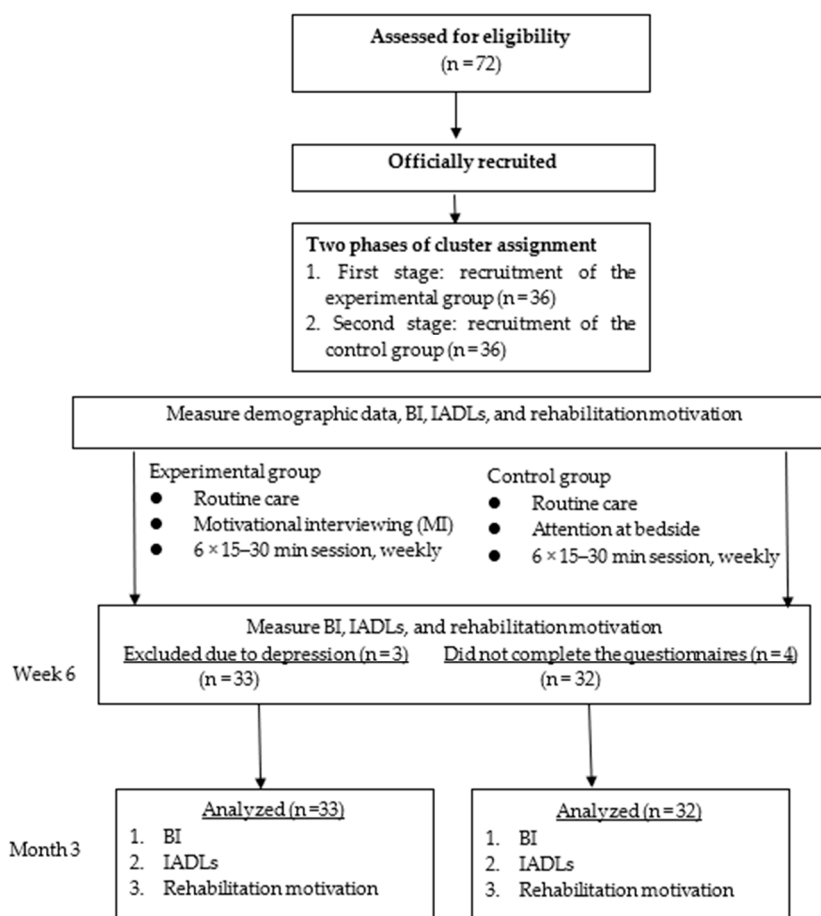 Assessed for eligibility
(n = 72)
Officially recruited
Two phases of cluster assignment
1. First stage: recruitment of the
experimental group (n = 36)
2. Second stage: recruitment of the
control group (n = 36)
Measure demographic data, BI, IADLs, and rehabilitation motivation
Experimental group
● Routine care
● Motivational interviewing (MI)
● 6 × 15–30 min session, weekly
Control group
● Routine care
● Attention at bedside
● 6 × 15–30 min session, weekly
Week 6
Measure BI, IADLs, and rehabilitation motivation
Excluded due to depression (n = 3)
(n = 33)
Did not complete the questionnaires (n = 4)
(n = 32)
Month 3
Analyzed (n=33)
1. BI
2. IADLs
3. Rehabilitation motivation
Analyzed (n = 32)
1. BI
2. IADLs
3. Rehabilitation motivation